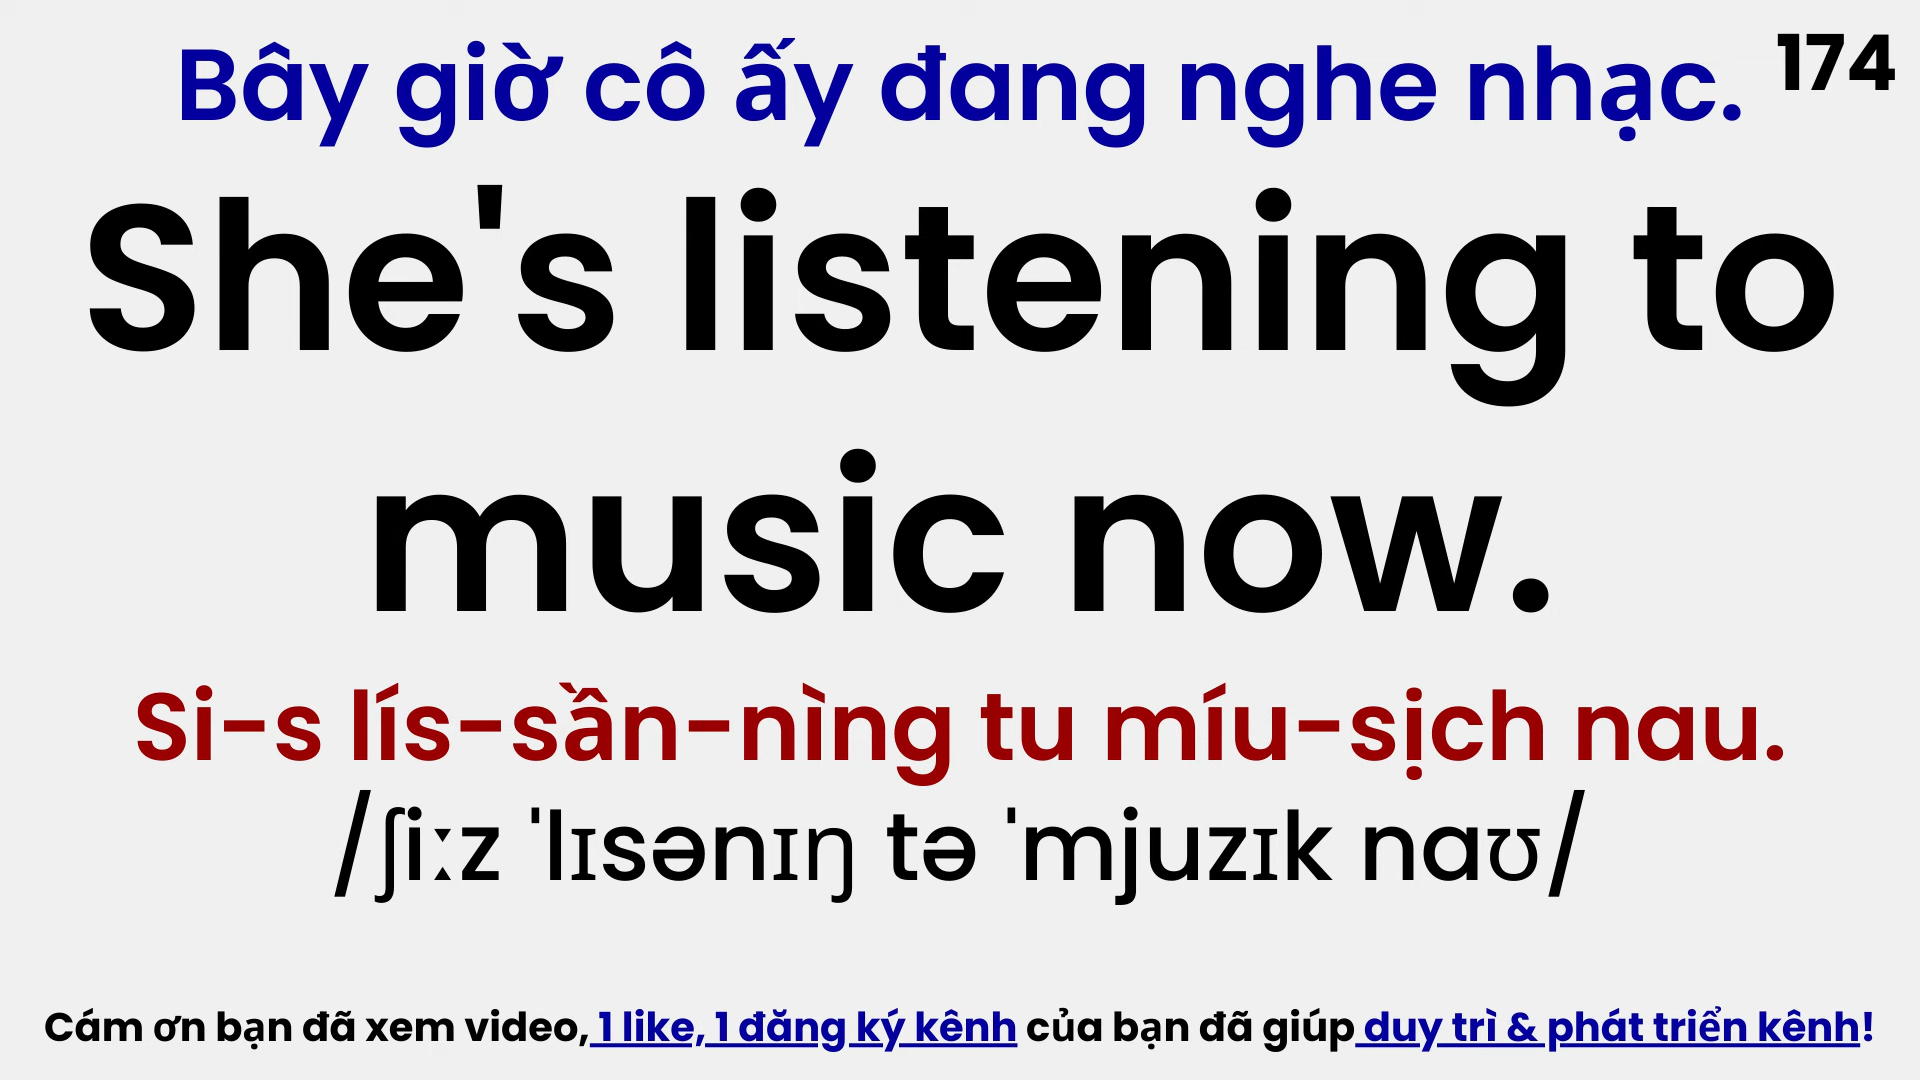 Bây giờ cô ấy đang nghe nhạc.
174
She's listening to
music now.
Si-s lís-sần-nìng tu míu-sịch nau.
/ʃiːz ˈlɪsənɪŋ tə ˈmjuzɪk naʊ/
Cám ơn bạn đã xem video, 1 like, 1 đăng ký kênh của bạn đã giúp duy trì & phát triển kênh!